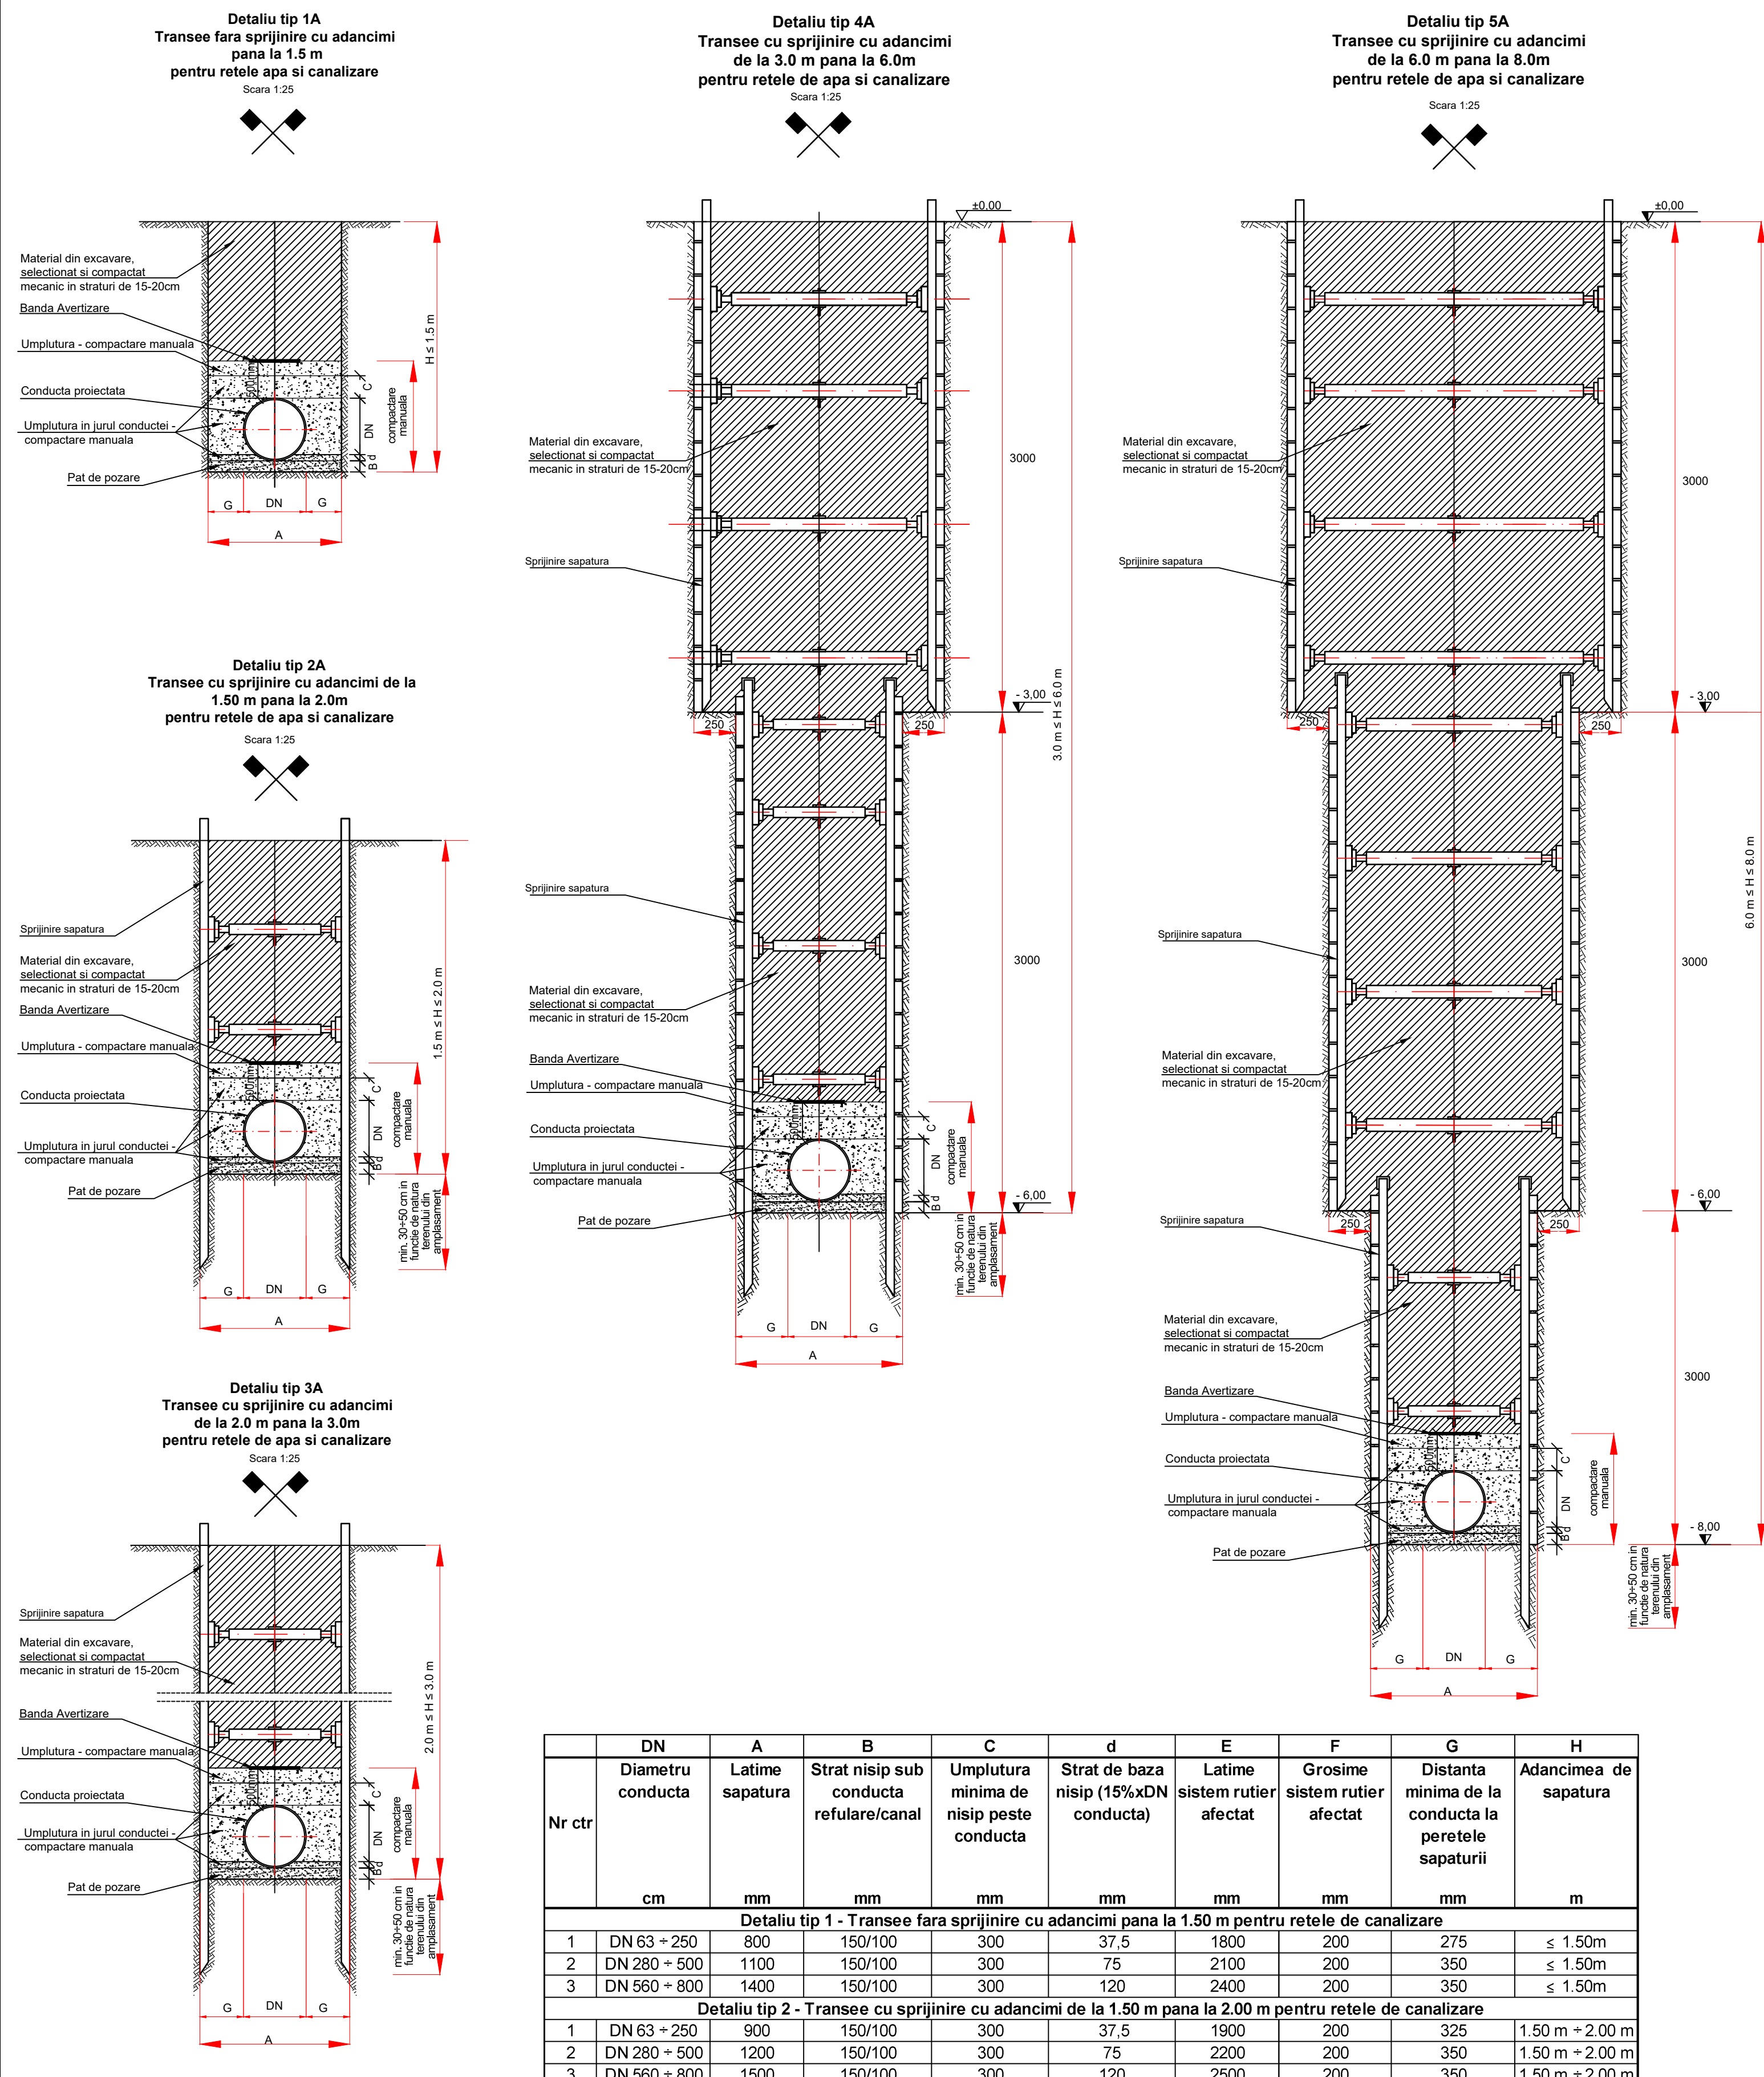 Detaliu tip 1A
Transee fara sprijinire cu adancimi
pana la 1.5 m
pentru retele apa si canalizare
Scara 1:25
Material din excavare,
selectionat si compactat
mecanic in straturi de 15-20cm
Banda Avertizare
Umplutura - compactare manuala
Conducta proiectata
Umplutura in jurul conductei -
compactare manuala
Pat de pozare
500mm
C
DN
d
B
compactare
manuala
H ≤ 1.5 m
G
DN
G
A
Detaliu tip 2A
Transee cu sprijinire cu adancimi de la
1.50 m pana la 2.0m
pentru retele de apa si canalizare
Scara 1:25
Sprijinire sapatura
Material din excavare,
selectionat si compactat
mecanic in straturi de 15-20cm
Banda Avertizare
Umplutura - compactare manuala
Conducta proiectata
Umplutura in jurul conductei -
compactare manuala
Pat de pozare
500mm
C
DN
d
B
compactare
manuala
1.5 m ≤ H ≤ 2.0 m
min. 30÷50 cm in
functie de natura
terenului din
amplasament
G
DN
G
A
Detaliu tip 3A
Transee cu sprijinire cu adancimi
de la 2.0 m pana la 3.0m
pentru retele de apa si canalizare
Scara 1:25
Sprijinire sapatura
Material din excavare,
selectionat si compactat
mecanic in straturi de 15-20cm
Banda Avertizare
Umplutura - compactare manuala
Conducta proiectata
Umplutura in jurul conductei -
compactare manuala
Pat de pozare
500mm
C
DN
d
B
compactare
manuala
2.0 m ≤ H ≤ 3.0 m
min. 30÷50 cm in
functie de natura
terenului din
amplasament
G
DN
G
A
Detaliu tip 4A
Transee cu sprijinire cu adancimi
de la 3.0 m pana la 6.0m
pentru retele de apa si canalizare
Scara 1:25
±0,00
Material din excavare,
selectionat si compactat
mecanic in straturi de 15-20cm
3000
Sprijinire sapatura
- 3,00
250
250
3.0 m ≤ H ≤ 6.0 m
Sprijinire sapatura
3000
Material din excavare,
selectionat si compactat
mecanic in straturi de 15-20cm
Banda Avertizare
Umplutura - compactare manuala
Conducta proiectata
Umplutura in jurul conductei -
compactare manuala
Pat de pozare
500mm
C
DN
d
B
compactare
manuala
- 6,00
min. 30÷50 cm in
functie de natura
terenului din
amplasament
G
DN
G
A
Detaliu tip 5A
Transee cu sprijinire cu adancimi
de la 6.0 m pana la 8.0m
pentru retele de apa si canalizare
Scara 1:25
±0,00
Material din excavare,
selectionat si compactat
mecanic in straturi de 15-20cm
3000
Sprijinire sapatura
- 3,00
250
250
6.0 m ≤ H ≤ 8.0 m
Sprijinire sapatura
3000
Material din excavare,
selectionat si compactat
mecanic in straturi de 15-20cm
- 6,00
250
250
Sprijinire sapatura
Material din excavare,
selectionat si compactat
mecanic in straturi de 15-20cm
3000
Banda Avertizare
Umplutura - compactare manuala
Conducta proiectata
Umplutura in jurul conductei -
compactare manuala
Pat de pozare
500mm
C
DN
d
B
compactare
manuala
- 8,00
min. 30÷50 cm in
functie de natura
terenului din
amplasament
G
DN
G
A
DN A B C d E F G H
Nr ctr Diametru conducta Latime sapatura Strat nisip sub conducta refulare/canal Umplutura minima de nisip peste conducta Strat de baza nisip (15%xDN conducta) Latime sistem rutier afectat Grosime sistem rutier afectat Distanta minima de la conducta la peretele sapaturii Adancimea de sapatura
cm mm mm mm mm mm mm mm m
Detaliu tip 1 - Transee fara sprijinire cu adancimi pana la 1.50 m pentru retele de canalizare
1 DN 63 ÷ 250 800 150/100 300 37,5 1800 200 275 ≤ 1.50m
2 DN 280 ÷ 500 1100 150/100 300 75 2100 200 350 ≤ 1.50m
3 DN 560 ÷ 800 1400 150/100 300 120 2400 200 350 ≤ 1.50m
Detaliu tip 2 - Transee cu sprijinire cu adancimi de la 1.50 m pana la 2.00 m pentru retele de canalizare
1 DN 63 ÷ 250 900 150/100 300 37,5 1900 200 325 1.50 m ÷ 2.00 m
2 DN 280 ÷ 500 1200 150/100 300 75 2200 200 350 1.50 m ÷ 2.00 m
3 DN 560 ÷ 800 1500 150/100 300 120 2500 200 350 1.50 m ÷ 2.00 m